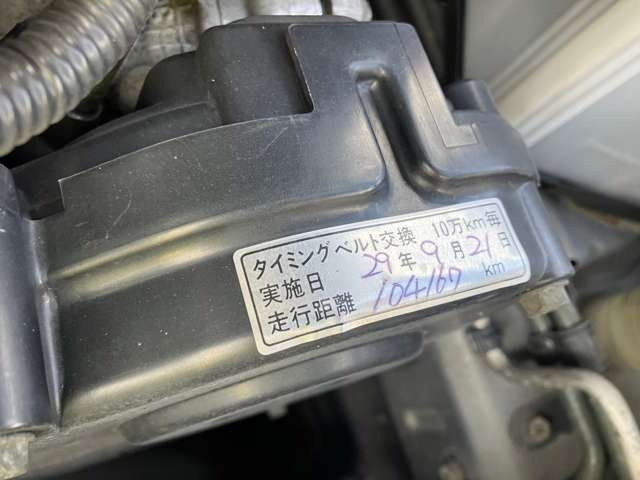 タイミングベルト交換 10万km毎
実施日 29年9月21日
走行距離 104167 km